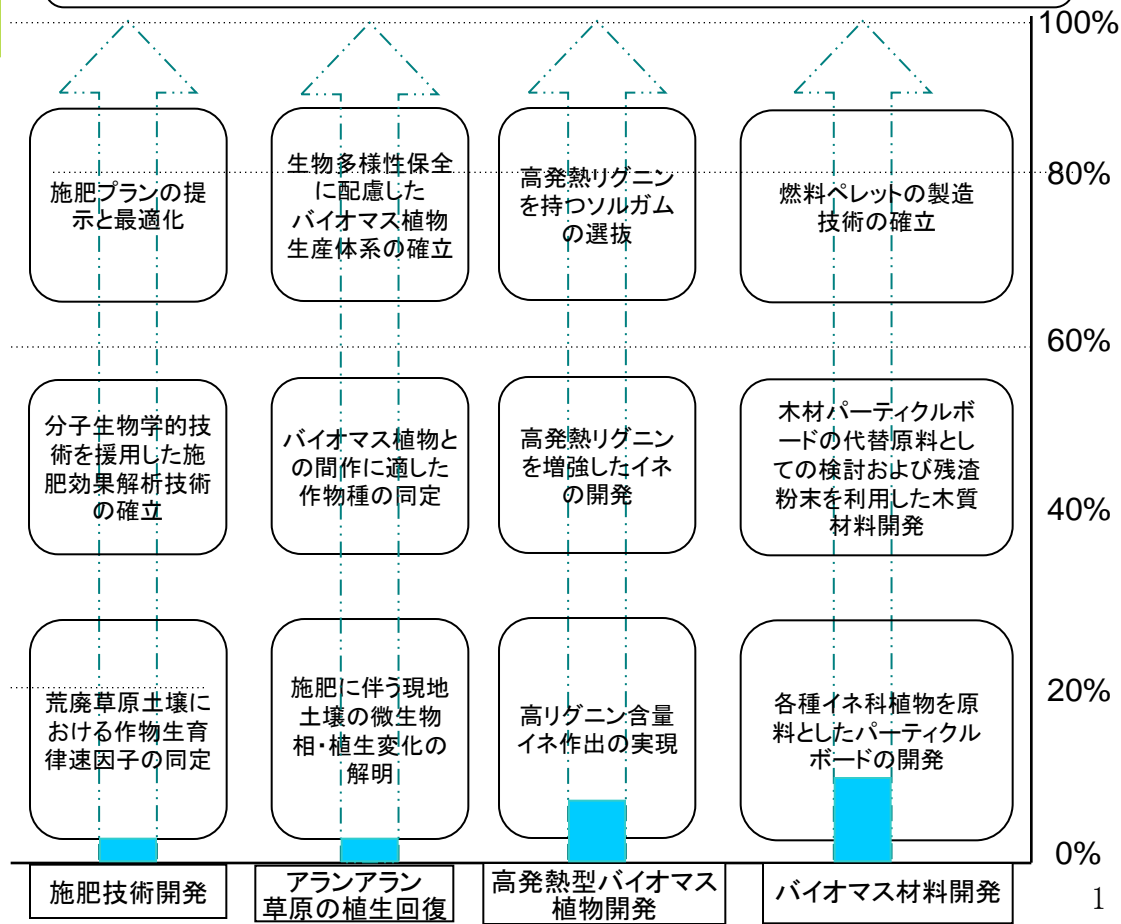 100%
施肥プランの提
示と最適化
生物多様性保全
に配慮した
バイオマス植物
生産体系の確立
高発熱リグニン
を持つソルガム
の選抜
燃料ペレットの製造
技術の確立
80%
60%
分子生物学的技
術を援用した施
肥効果解析技術
の確立
バイオマス植物と
の間作に適した
作物種の同定
高発熱リグニン
を増強したイネ
の開発
木材パーティクルボ
ードの代替原料とし
ての検討および残渣
粉末を利用した木質
材料開発
40%
荒廃草原土壌に
おける作物生育
律速因子の同定
施肥に伴う現地
土壌の微生物
相・植生変化の
解明
高リグニン含量
イネ作出の実現
各種イネ科植物を原
料としたパーティクル
ボードの開発
20%
0%
施肥技術開発
アランアラン
草原の植生回復
高発熱型バイオマス
植物開発
バイオマス材料開発
1